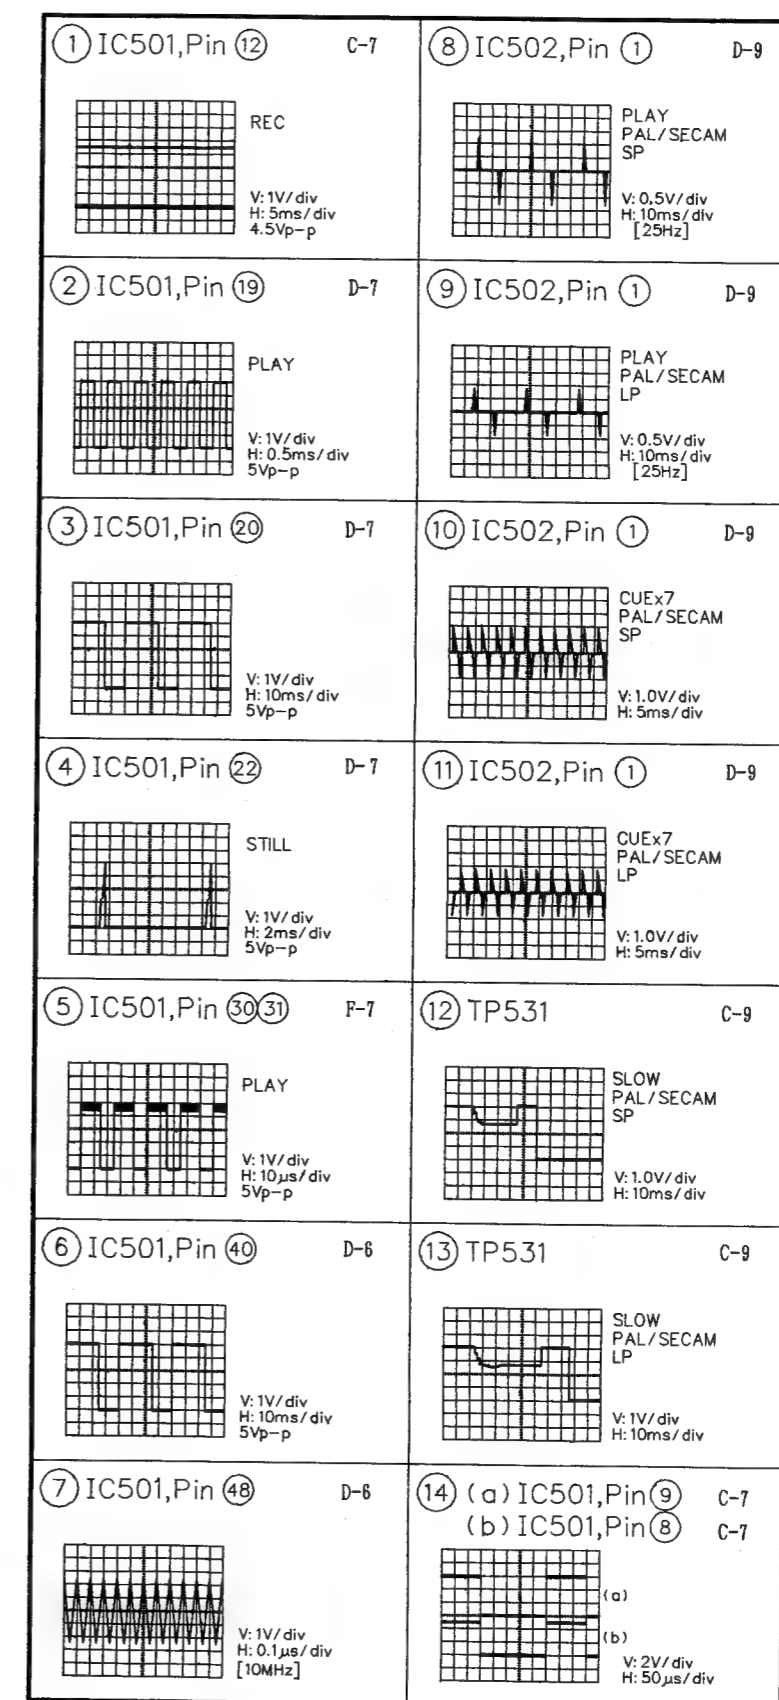 ① IC501,Pin ⑫ C-7
REC
V: 1V/div
H: 5ms/div
4.5Vp-p
② IC501,Pin ⑲ D-7
PLAY
V: 1V/div
H: 0.5ms/div
5Vp-p
③ IC501,Pin ⑳ D-7
V: 1V/div
H: 10ms/div
5Vp-p
④ IC501,Pin ㉒ D-7
STILL
V: 1V/div
H: 2ms/div
5Vp-p
⑤ IC501,Pin ㉚㉛ F-7
PLAY
V: 1V/div
H: 10µs/div
5Vp-p
⑥ IC501,Pin ㊵ D-6
V: 1V/div
H: 10ms/div
5Vp-p
⑦ IC501,Pin ㊽ D-6
V: 1V/div
H: 0.1µs/div
[10MHz]
⑧ IC502,Pin ① D-9
PLAY
PAL/SECAM
SP
V: 0.5V/div
H: 10ms/div
[25Hz]
⑨ IC502,Pin ① D-9
PLAY
PAL/SECAM
LP
V: 0.5V/div
H: 10ms/div
[25Hz]
⑩ IC502,Pin ① D-9
CUEx7
PAL/SECAM
SP
V: 1.0V/div
H: 5ms/div
⑪ IC502,Pin ① D-9
CUEx7
PAL/SECAM
LP
V: 1.0V/div
H: 5ms/div
⑫ TP531 C-9
SLOW
PAL/SECAM
SP
V: 1.0V/div
H: 10ms/div
⑬ TP531 C-9
SLOW
PAL/SECAM
LP
V: 1V/div
H: 10ms/div
⑭ (a) IC501,Pin ⑨ C-7
(b) IC501,Pin ⑧ C-7
(a)
(b)
V: 2V/div
H: 50µs/div